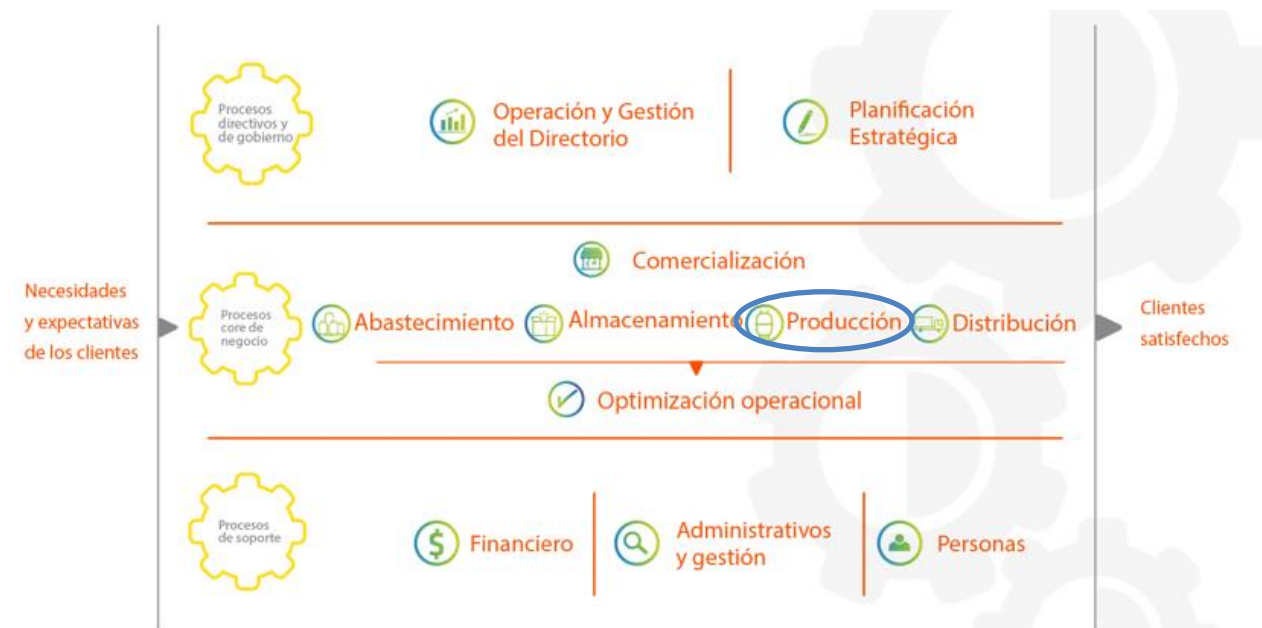 Procesos
directivos y
de gobierno
Operación y Gestión
del Directorio
Planificación
Estratégica
Necesidades
y expectativas
de los clientes
Procesos
core de
negocio
Comercialización
Abastecimiento
Almacenamiento
Producción
Distribución
Optimización operacional
Clientes
satisfechos
Procesos
de soporte
Financiero
Administrativos
y gestión
Personas